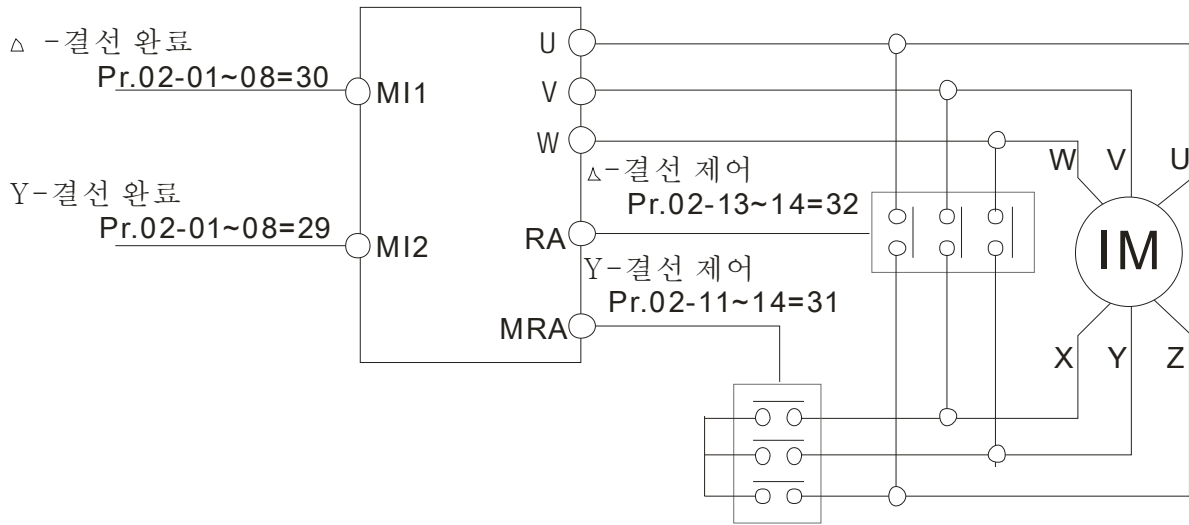 △ -결선 완료
Pr.02-01~08=30
MI1
Y-결선 완료
Pr.02-01~08=29
MI2
U
V
W
RA
MRA
△-결선 제어
Pr.02-13~14=32
Y-결선 제어
Pr.02-11~14=31
W V U
IM
X Y Z